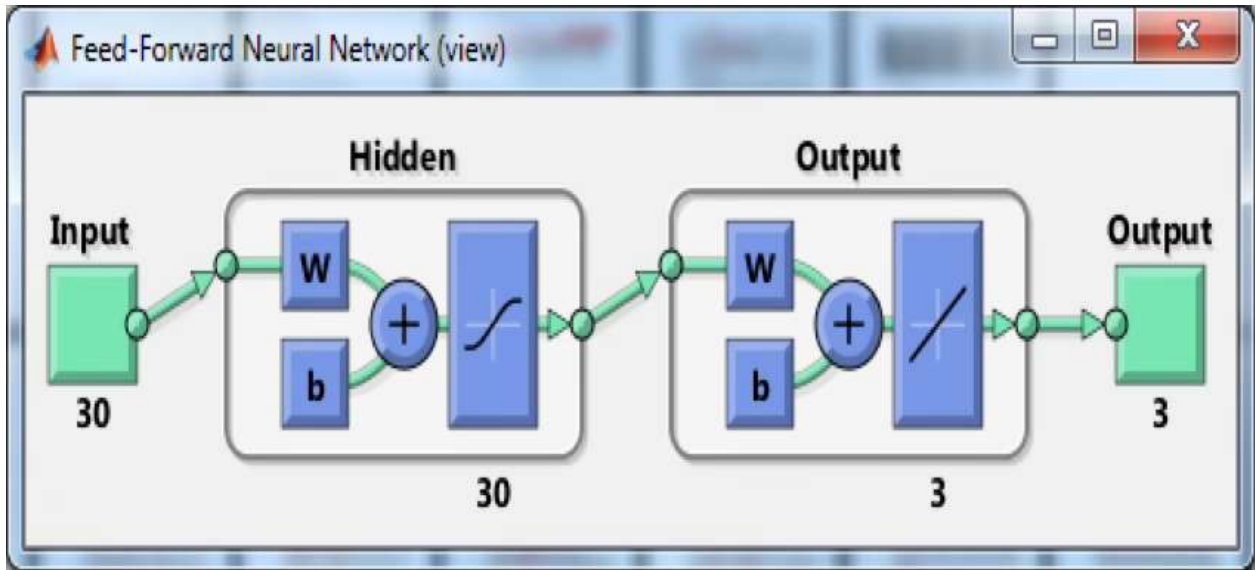 Feed-Forward Neural Network (view)
Hidden
Output
Input
Output
W
W
+
+
b
b
30
3
30
3